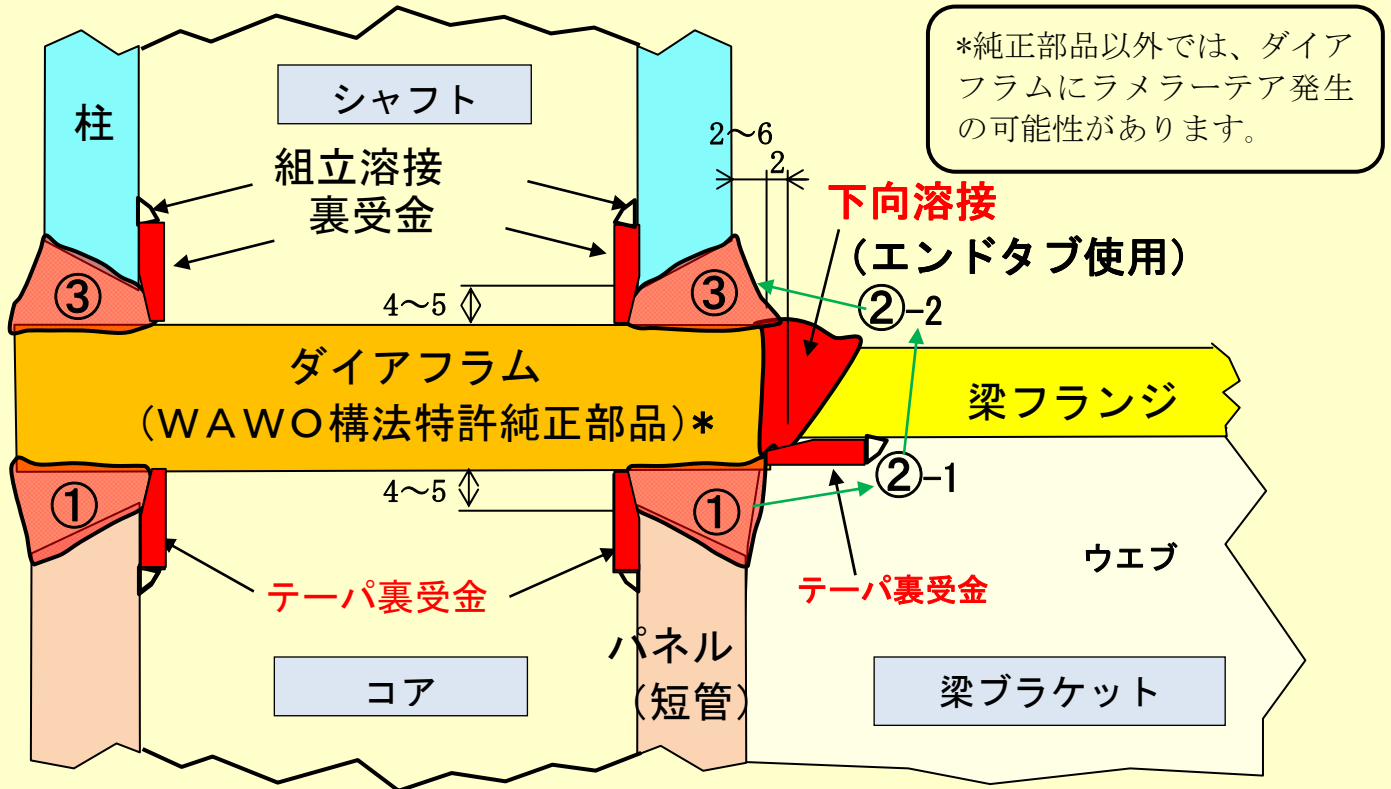 *純正部品以外では、ダイア
フラムにラメラーテア発生
の可能性があります。
シャフト
柱
2～6
2
組立溶接
裏受金
下向溶接
(エンドタブ使用)
③
③
4～5
②-2
ダイアフラム
(WAWO構法特許純正部品)*
梁フランジ
①
4～5
①
②-1
ウエブ
テーパ裏受金
テーパ裏受金
パネル
(短管)
コア
梁ブラケット